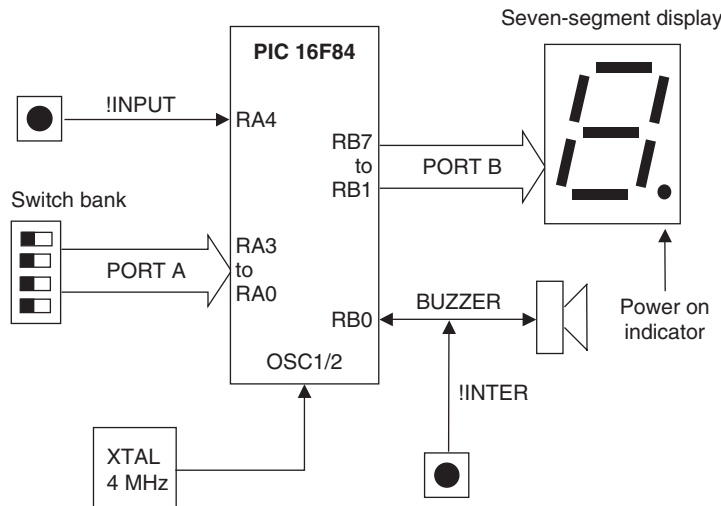 Seven-segment display
PIC 16F84
!INPUT
RA4
RB7
to
RB1
PORT B
Switch bank
RA3
to
RA0
PORT A
RB0
BUZZER
Power on
indicator
OSC1/2
!INTER
XTAL
4 MHz